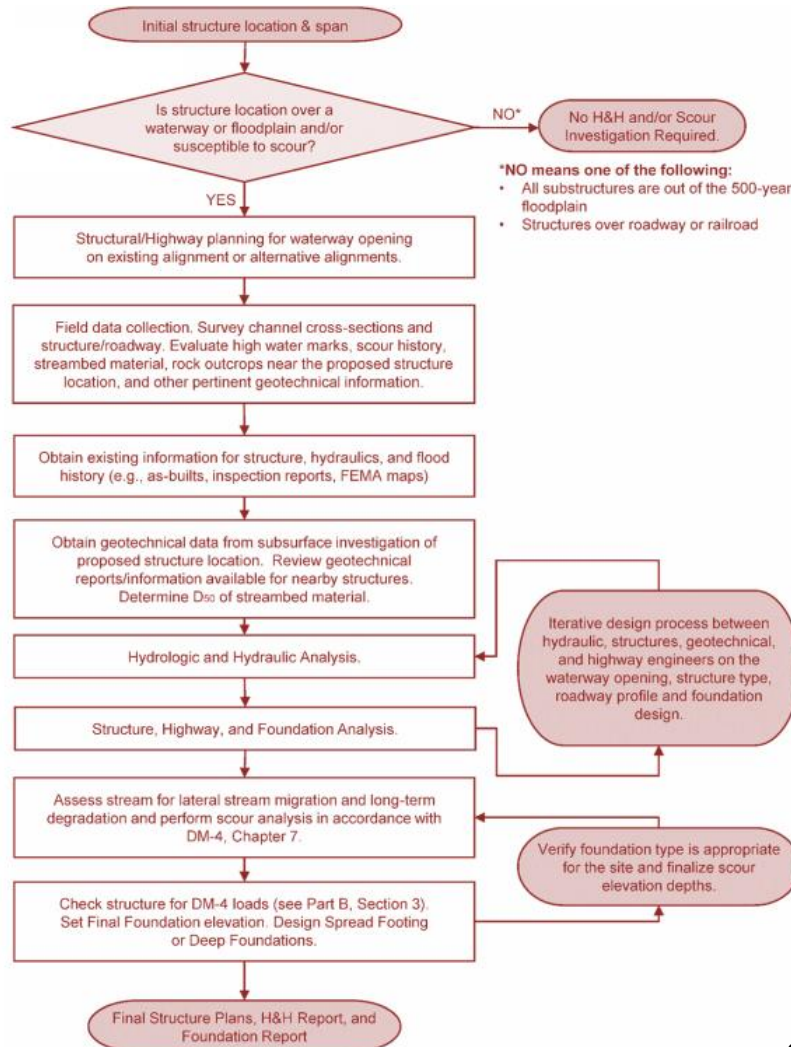 Initial structure location & span
Is structure location over a
waterway or floodplain and/or
susceptible to scour?
NO*
No H&H and/or Scour
Investigation Required.
*NO means one of the following:
• All substructures are out of the 500-year
floodplain
• Structures over roadway or railroad
YES
Structural/Highway planning for waterway opening
on existing alignment or alternative alignments.
Field data collection. Survey channel cross-sections and
structure/roadway. Evaluate high water marks, scour history,
streambed material, rock outcrops near the proposed structure
location, and other pertinent geotechnical information.
Obtain existing information for structure, hydraulics, and flood
history (e.g., as-builts, inspection reports, FEMA maps)
Obtain geotechnical data from subsurface investigation of
proposed structure location. Review geotechnical
reports/information available for nearby structures.
Determine D50 of streambed material.
Hydrologic and Hydraulic Analysis.
Iterative design process between
hydraulic, structures, geotechnical,
and highway engineers on the
waterway opening, structure type,
roadway profile and foundation
design.
Structure, Highway, and Foundation Analysis.
Assess stream for lateral stream migration and long-term
degradation and perform scour analysis in accordance with
DM-4, Chapter 7.
Verify foundation type is appropriate
for the site and finalize scour
elevation depths.
Check structure for DM-4 loads (see Part B, Section 3).
Set Final Foundation elevation. Design Spread Footing
or Deep Foundations.
Final Structure Plans, H&H Report, and
Foundation Report